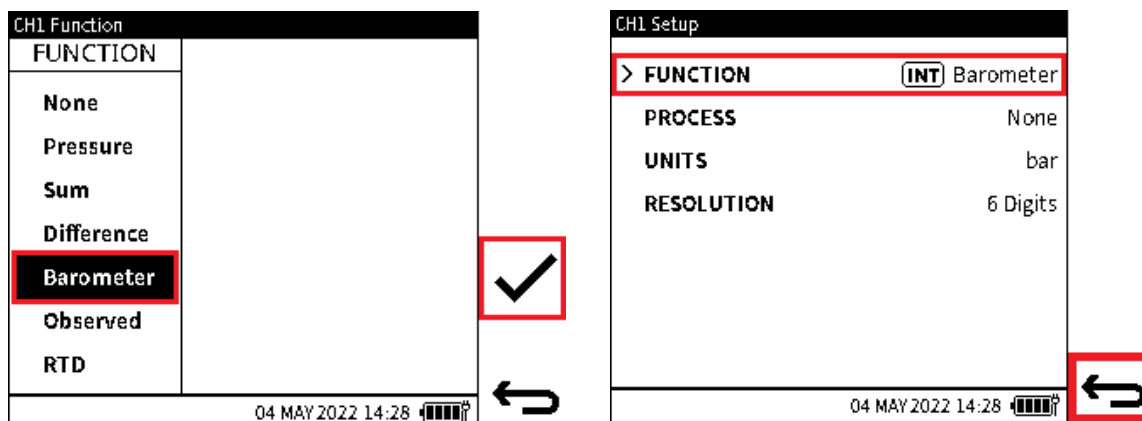 CH1 Function
FUNCTION
None
Pressure
Sum
Difference
Barometer
Observed
RTD
04 MAY 2022 14:28
CH1 Setup
> FUNCTION INT Barometer
PROCESS None
UNITS bar
RESOLUTION 6 Digits
04 MAY 2022 14:28